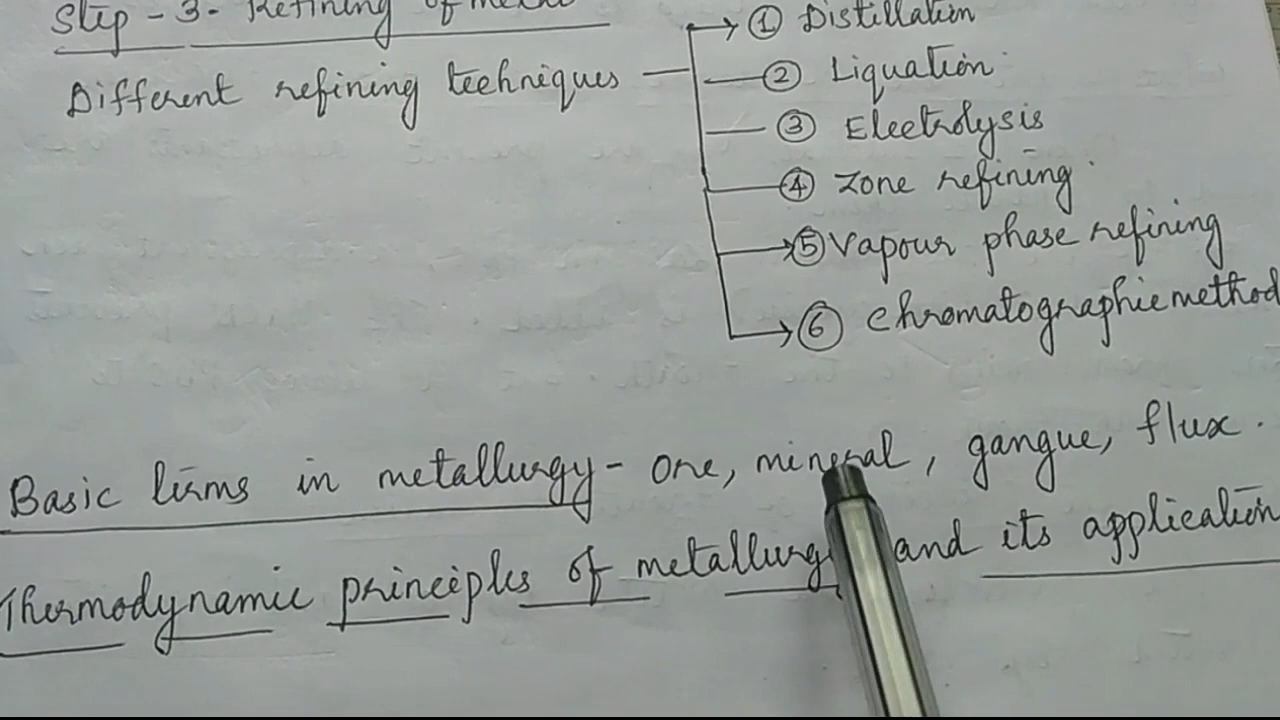 Step - 3 - Refining of metal
Different refining techniques
① Distillation
② Liquation
③ Electrolysis
④ Zone refining
⑤ Vapour phase refining
⑥ Chromatographic method
Basic terms in metallurgy - ore, mineral, gangue, flux.
Thermodynamic principles of metallurgy and its application